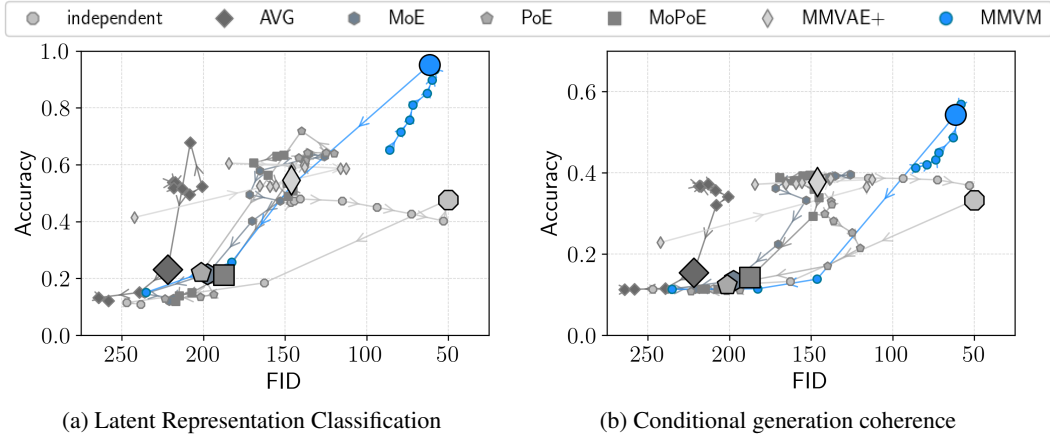 independent AVG MoE PoE MoPoE MMVAE+ MMVM
1.0
0.8
0.6
0.4
0.2
0.0
Accuracy
250 200 150 100 50
FID
0.6
0.4
0.2
0.0
Accuracy
250 200 150 100 50
FID
(a) Latent Representation Classification
(b) Conditional generation coherence